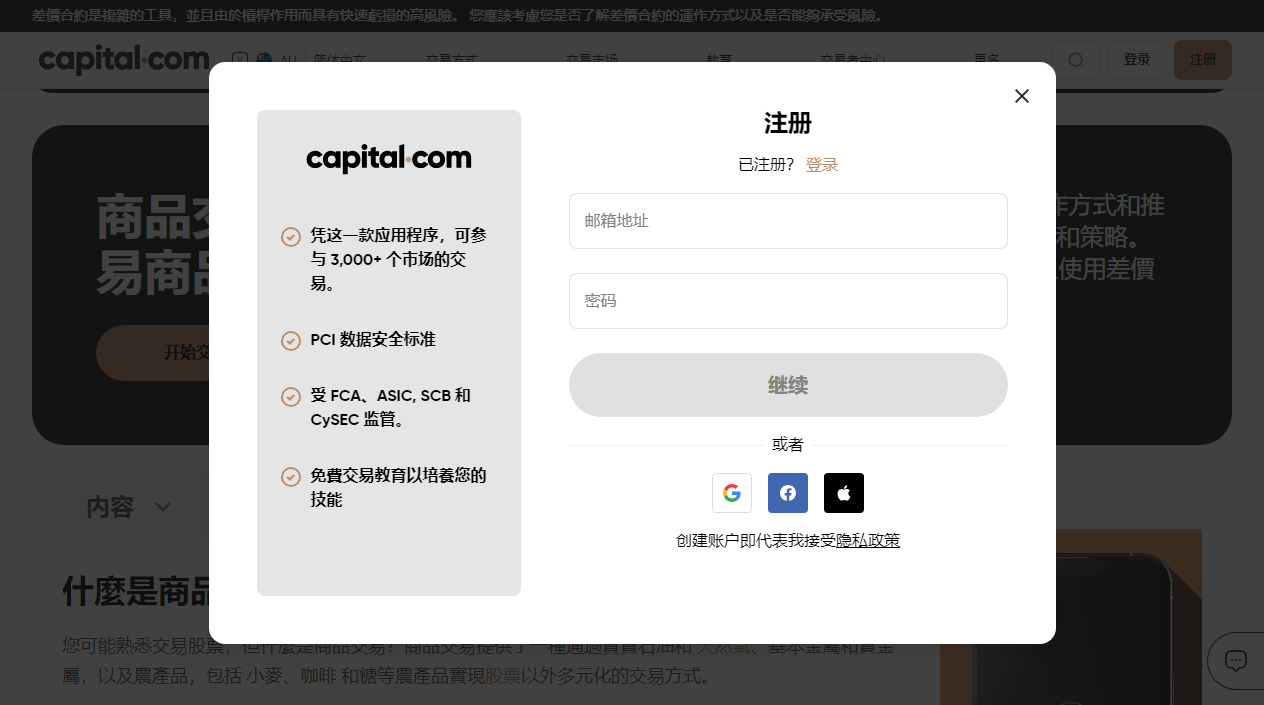 差價合約是複雜的工具，並且由於槓桿作用而具有快速虧損的高風險。 您應該考慮您是否了解差價合約的運作方式以及是否能夠承受風險。
capital.com AU 简体中文 交易方式 交易市场 教育 交易者中心 更多 登录 注册
商品交
易商品
作方式和推
和策略。
使用差價
开始交
capital.com
凭这一款应用程序，可参
与 3,000+ 个市场的交
易。
PCI 数据安全标准
受 FCA、ASIC, SCB 和
CySEC 监管。
免費交易教育以培養您的
技能
注册
已注册？ 登录
邮箱地址
密码
继续
或者
创建账户即代表我接受隐私政策
内容
什麼是商品
您可能熟悉交易股票，但什麼是商品交易？商品交易提供了一種通過買賣石油和 天然氣、基本金屬和貴金
屬，以及農產品，包括 小麥、咖啡 和糖等農產品實現股票以外多元化的交易方式。